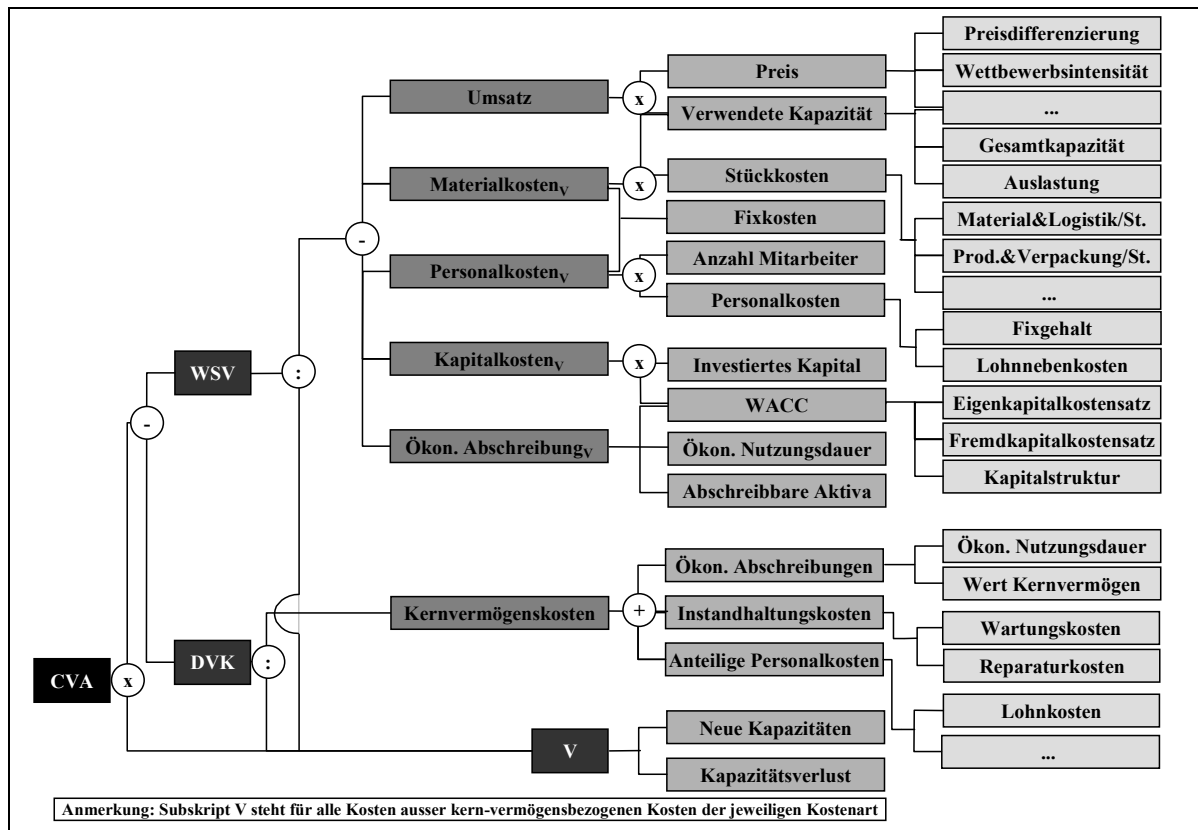 Preisdifferenzierung
Umsatz
x
Preis
Wettbewerbsintensität
Verwendete Kapazität
...
Gesamtkapazität
Materialkosten_V
x
Stückkosten
Auslastung
-
Fixkosten
Material&Logistik/St.
Personalkosten_V
x
Anzahl Mitarbeiter
Prod.&Verpackung/St.
Personalkosten
...
Fixgehalt
WSV
:
Kapitalkosten_V
x
Investiertes Kapital
Lohnnebenkosten
-
WACC
Eigenkapitalkostensatz
Ökon. Abschreibung_V
Ökon. Nutzungsdauer
Fremdkapitalkostensatz
Abschreibbare Aktiva
Kapitalstruktur
Ökon. Abschreibungen
Ökon. Nutzungsdauer
Wert Kernvermögen
Kernvermögenskosten
+
Instandhaltungskosten
Wartungskosten
CVA
x
DVK
:
Anteilige Personalkosten
Reparaturkosten
Lohnkosten
V
Neue Kapazitäten
...
Kapazitätsverlust
Anmerkung: Subskript V steht für alle Kosten ausser kern-vermögensbezogenen Kosten der jeweiligen Kostenart